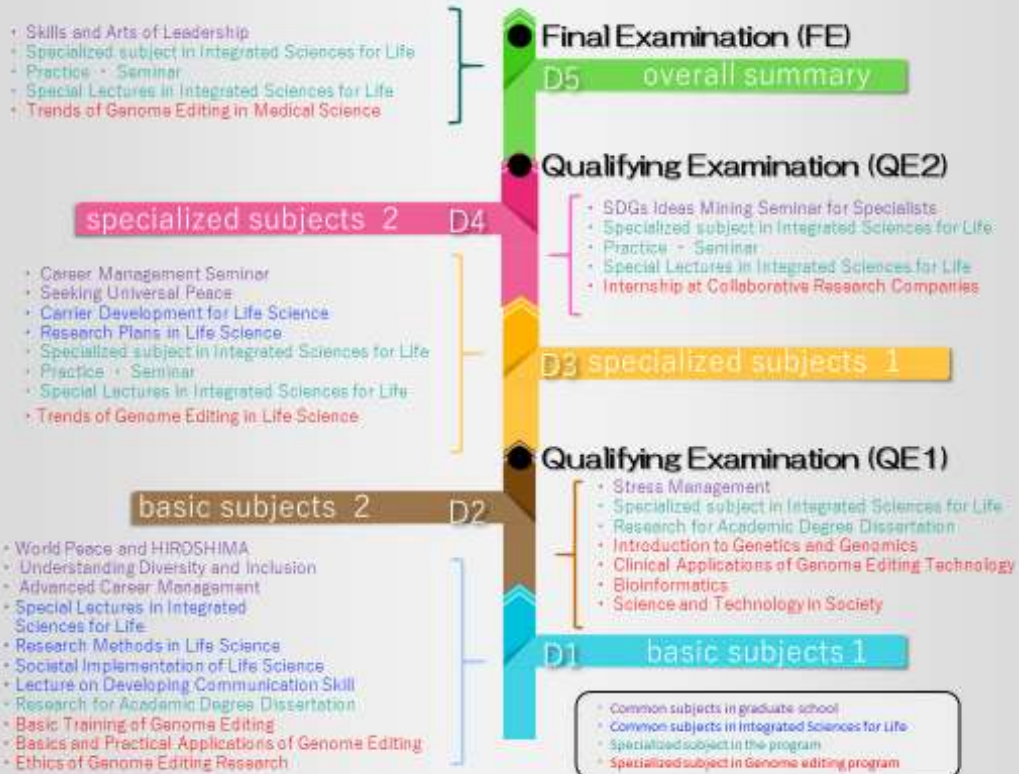 • Skills and Arts of Leadership
• Specialized subject in Integrated Sciences for Life
• Practice ・ Seminar
• Special Lectures in Integrated Sciences for Life
• Trends of Genome Editing in Medical Science
Final Examination (FE)
D5 overall summary
Qualifying Examination (QE2)
specialized subjects 2 D4
• SDGs Ideas Mining Seminar for Specialists
• Specialized subject in Integrated Sciences for Life
• Practice ・ Seminar
• Special Lectures in Integrated Sciences for Life
• Internship at Collaborative Research Companies
• Career Management Seminar
• Seeking Universal Peace
• Carrier Development for Life Science
• Research Plans in Life Science
• Specialized subject in Integrated Sciences for Life
• Practice ・ Seminar
• Special Lectures in Integrated Sciences for Life
• Trends of Genome Editing in Life Science
D3 specialized subjects 1
Qualifying Examination (QE1)
basic subjects 2 D2
• Stress Management
• Specialized subject in Integrated Sciences for Life
• Research for Academic Degree Dissertation
• Introduction to Genetics and Genomics
• Clinical Applications of Genome Editing Technology
• Bioinformatics
• Science and Technology in Society
• World Peace and HIROSHIMA
• Understanding Diversity and Inclusion
• Advanced Career Management
• Special Lectures in Integrated
Sciences for Life
• Research Methods in Life Science
• Societal Implementation of Life Science
• Lecture on Developing Communication Skill
• Research for Academic Degree Dissertation
• Basic Training of Genome Editing
• Basics and Practical Applications of Genome Editing
• Ethics of Genome Editing Research
D1 basic subjects 1
• Common subjects in graduate school
• Common subjects in Integrated Sciences for Life
• Specialized subject in the program
• Specialized subject in Genome editing program